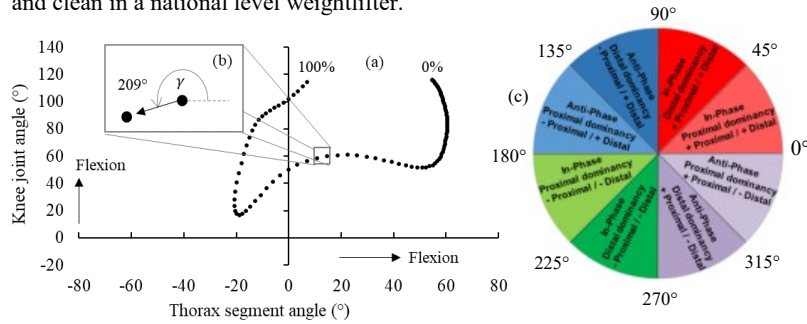 and clean in a national level weightlifter.
140
120
100
80
60
40
20
0
-20
-80
-60
-40
-20
0
20
40
60
80
Knee joint angle (°)
Thorax segment angle (°)
Flexion
Flexion
209°
γ
(b)
100%
(a)
0%
(c)
90°
45°
0°
315°
270°
225°
180°
135°
In-Phase
Distal dominancy
+ Proximal / + Distal
In-Phase
Proximal dominancy
+ Proximal / + Distal
Anti-Phase
Proximal dominancy
+ Proximal / - Distal
Anti-Phase
Distal dominancy
+ Proximal / - Distal
In-Phase
Distal dominancy
- Proximal / - Distal
In-Phase
Proximal dominancy
- Proximal / - Distal
Anti-Phase
Proximal dominancy
- Proximal / + Distal
Anti-Phase
Distal dominancy
- Proximal / + Distal